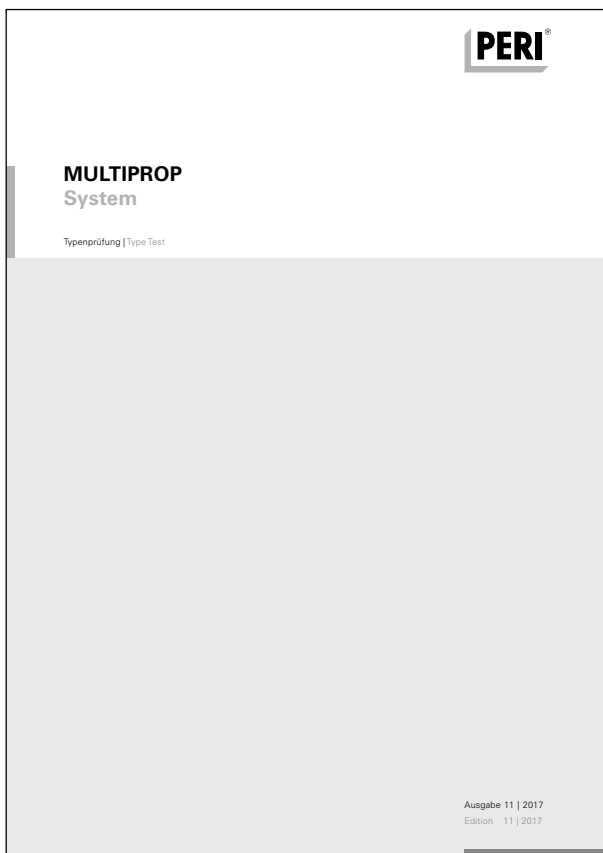 PERI®
MULTIPROP
System
Typenprüfung | Type Test
Ausgabe 11 | 2017
Edition 11 | 2017